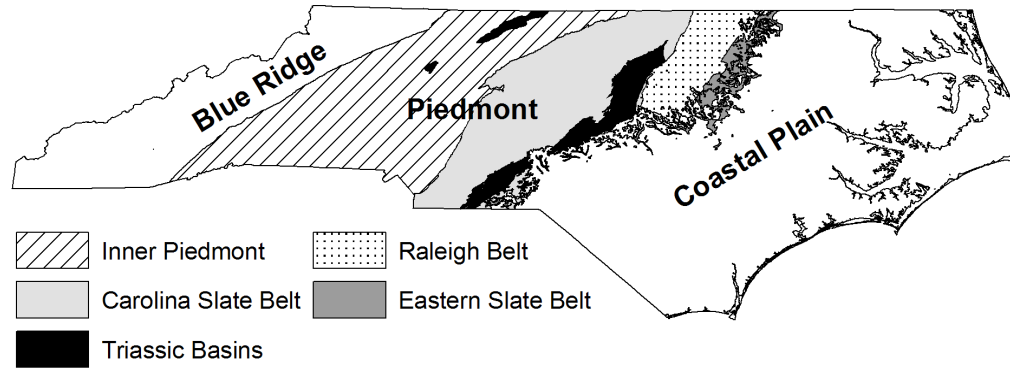 Blue Ridge
Piedmont
Coastal Plain
Inner Piedmont
Raleigh Belt
Carolina Slate Belt
Eastern Slate Belt
Triassic Basins